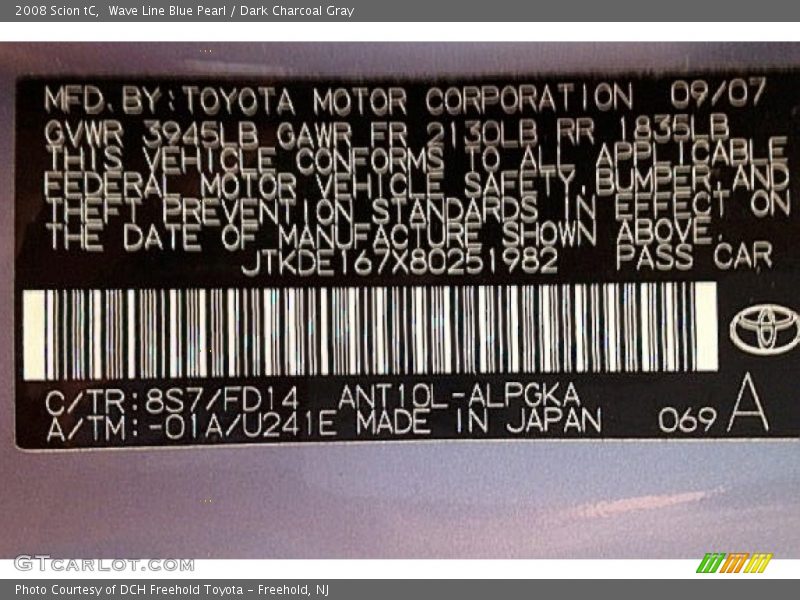 2008 Scion tC,  Wave Line Blue Pearl / Dark Charcoal Gray
MFD. BY: TOYOTA MOTOR CORPORATION 09/07
GVWR 3945LB GAWR FR 2130LB RR 1835LB
THIS VEHICLE CONFORMS TO ALL APPLICABLE
FEDERAL MOTOR VEHICLE SAFETY, BUMPER, AND
THEFT PREVENTION STANDARDS IN EFFECT ON
THE DATE OF MANUFACTURE SHOWN ABOVE.
JTKDE167X80251982 PASS CAR
C/TR: 8S7/FD14 ANT10L-ALPGKA
A/TM: -01A/U241E MADE IN JAPAN 069 A
GTCARLOT.COM
Photo Courtesy of DCH Freehold Toyota - Freehold, NJ